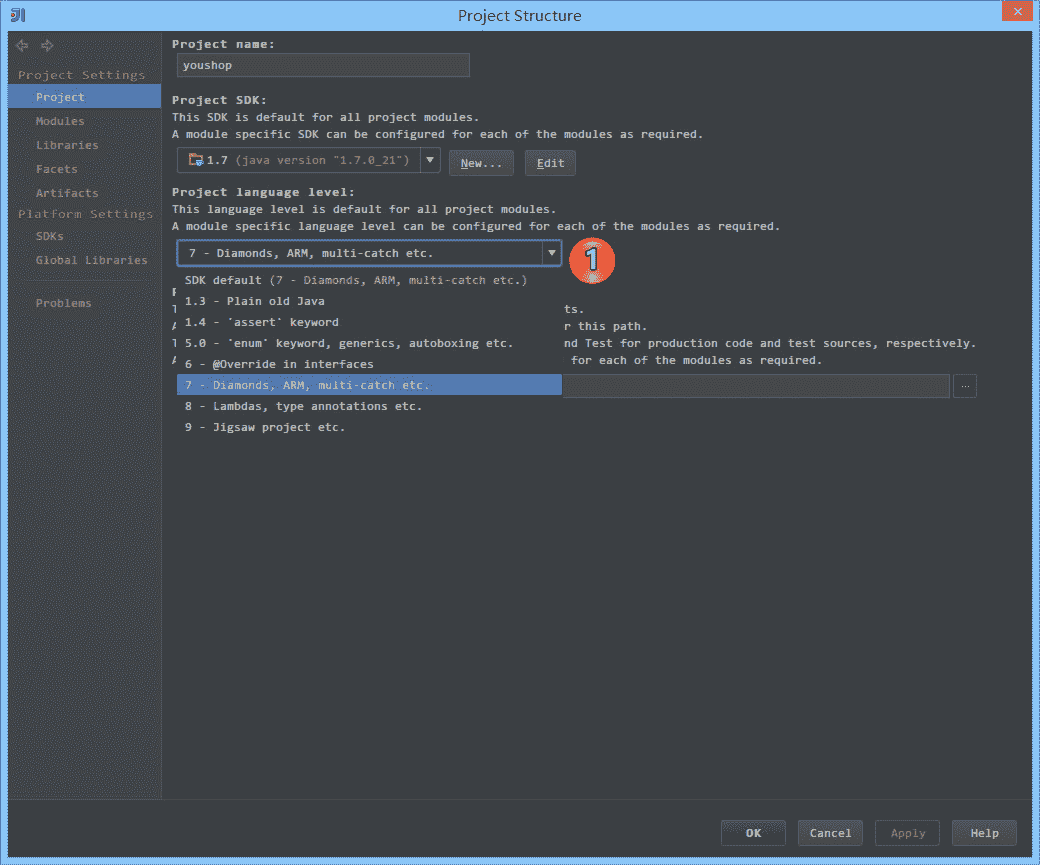 Project Structure
Project Settings
Project
Modules
Libraries
Facets
Artifacts
Platform Settings
SDKs
Global Libraries
Problems
Project name:
youshop
Project SDK:
This SDK is default for all project modules.
A module specific SDK can be configured for each of the modules as required.
1.7 (java version "1.7.0_21")
New...
Edit
Project language level:
This language level is default for all project modules.
A module specific language level can be configured for each of the modules as required.
7 - Diamonds, ARM, multi-catch etc.
1
SDK default (7 - Diamonds, ARM, multi-catch etc.)
1.3 - Plain old Java
ts.
1.4 - 'assert' keyword
r this path.
5.0 - 'enum' keyword, generics, autoboxing etc.
nd Test for production code and test sources, respectively.
6 - @Override in interfaces
for each of the modules as required.
7 - Diamonds, ARM, multi-catch etc.
...
8 - Lambdas, type annotations etc.
9 - Jigsaw project etc.
OK
Cancel
Apply
Help